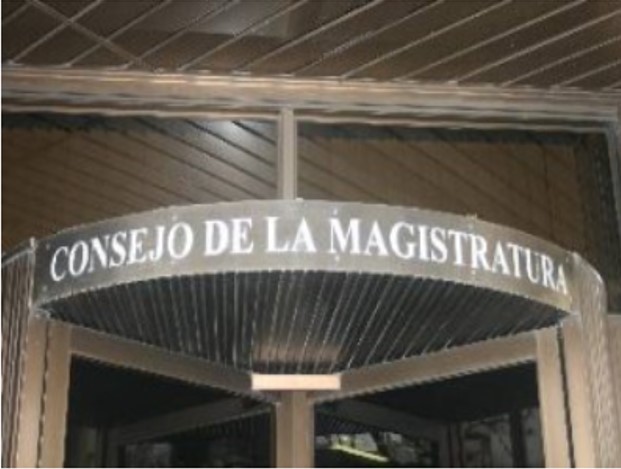 CONSEJO DE LA MAGISTRATURA